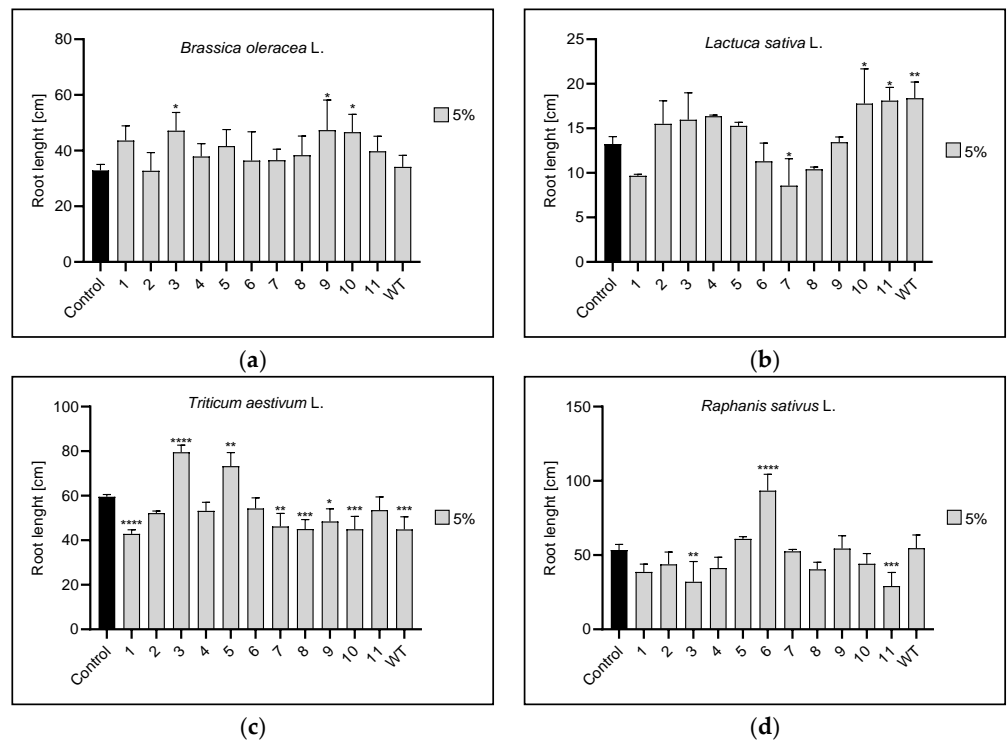 Brassica oleracea L.
80
60
40
20
0
Root lenght [cm]
* * *
5%
Control 1 2 3 4 5 6 7 8 9 10 11 WT
(a)
Lactuca sativa L.
25
20
15
10
5
0
Root lenght [cm]
* * * **
5%
Control 1 2 3 4 5 6 7 8 9 10 11 WT
(b)
Triticum aestivum L.
100
80
60
40
20
0
Root lenght [cm]
**** **** ** ** *** * *** ***
5%
Control 1 2 3 4 5 6 7 8 9 10 11 WT
(c)
Raphanis sativus L.
150
100
50
0
Root lenght [cm]
** **** ***
5%
Control 1 2 3 4 5 6 7 8 9 10 11 WT
(d)